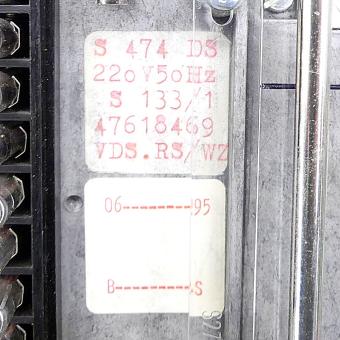 S 474 DS
220V50Hz
S 133/1
47618469
VDS.RS/WZ
06--------95
B---------S